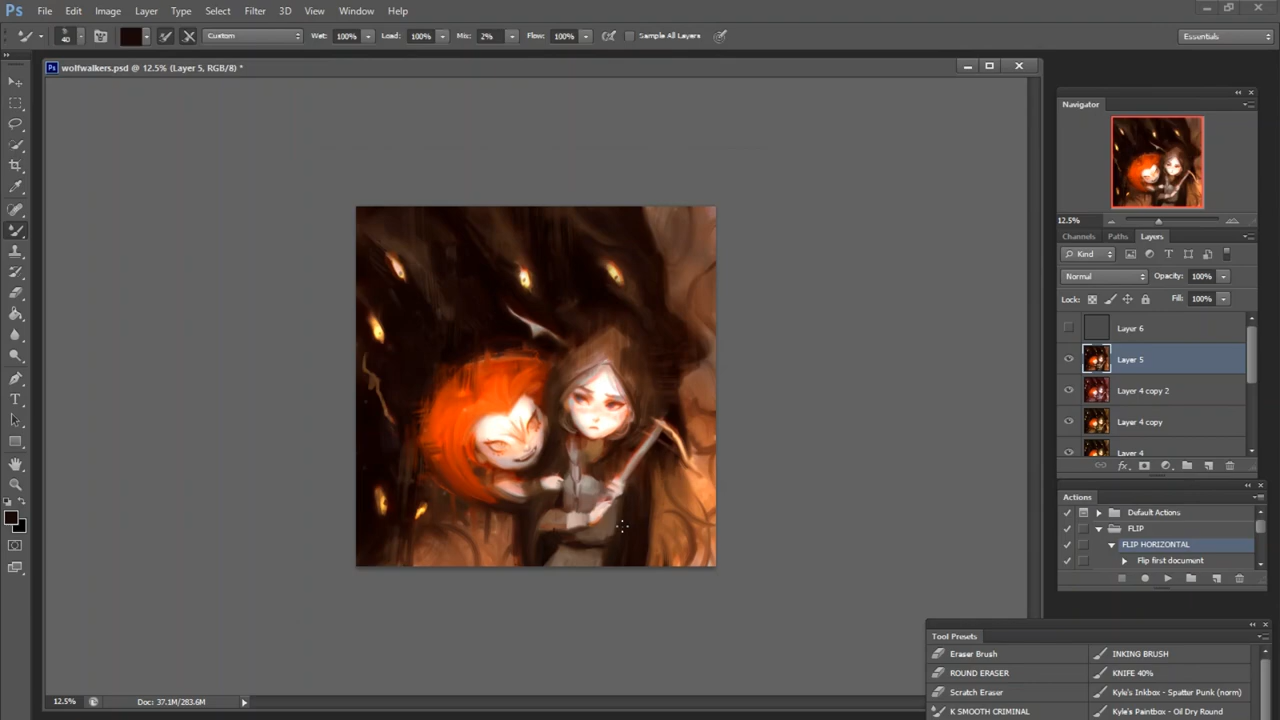 Ps File Edit Image Layer Type Select Filter 3D View Window Help
40 Custom Wet: 100% Load: 100% Mix: 2% Flow: 100% Sample All Layers Essentials
Ps wolfwalkers.psd @ 12.5% (Layer 5, RGB/8) *
Navigator
12.5%
Channels Paths Layers
Kind
Normal Opacity: 100%
Lock: Fill: 100%
Layer 6
Layer 5
Layer 4 copy 2
Layer 4 copy
Layer 4
Actions
Default Actions
FLIP
FLIP HORIZONTAL
Flip first document
Tool Presets
Eraser Brush INKING BRUSH
ROUND ERASER KNIFE 40%
Scratch Eraser Kyle's Inkbox - Spatter Punk (norm)
K SMOOTH CRIMINAL Kyle's Paintbox - Oil Dry Round
12.5% Doc: 37.1M/283.6M